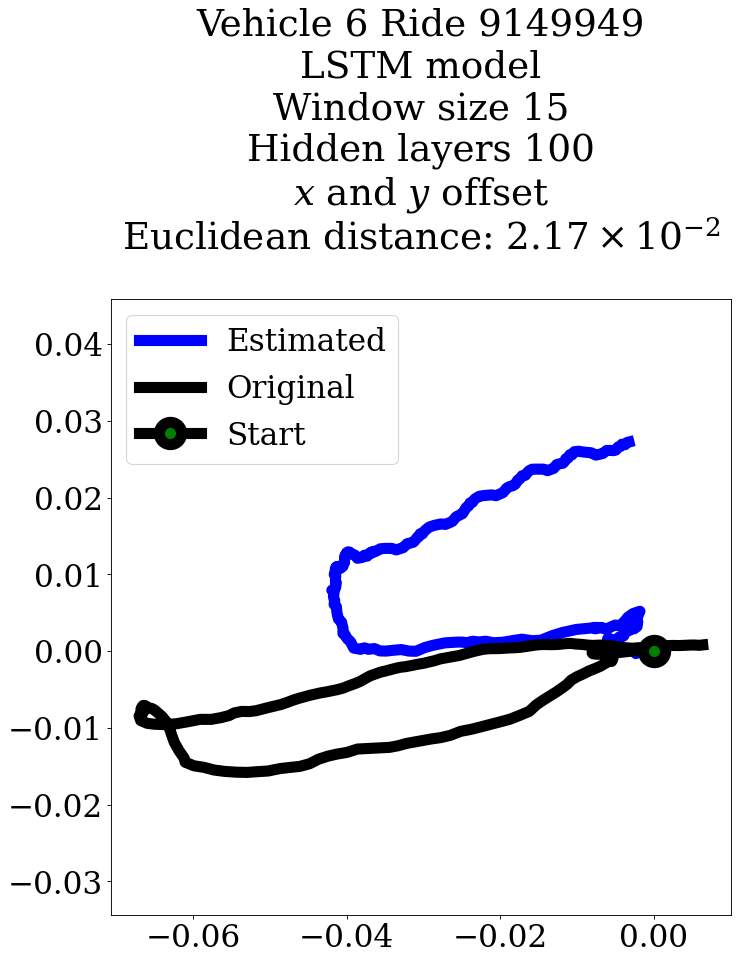 Vehicle 6 Ride 9149949
LSTM model
Window size 15
Hidden layers 100
x and y offset
Euclidean distance: 2.17 × 10⁻²
Estimated
Original
Start
0.04
0.03
0.02
0.01
0.00
−0.01
−0.02
−0.03
−0.06 −0.04 −0.02 0.00